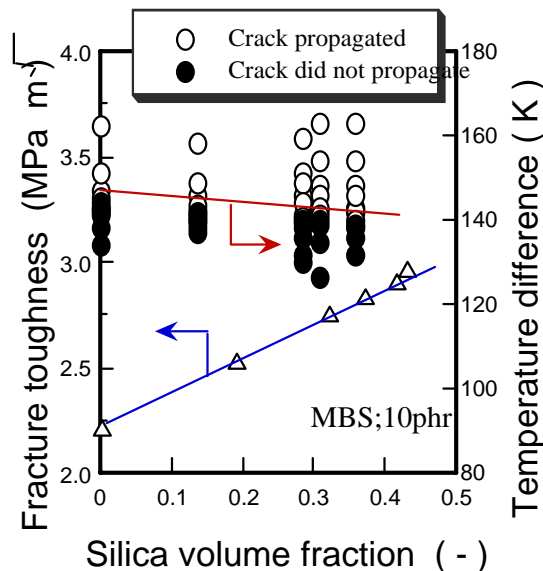 Crack propagated
Crack did not propagate
Fracture toughness (MPa √m)
4.0
3.5
3.0
2.5
2.0
180
160
140
120
100
80
Temperature difference ( K )
MBS;10phr
0 0.1 0.2 0.3 0.4 0.5
Silica volume fraction ( - )